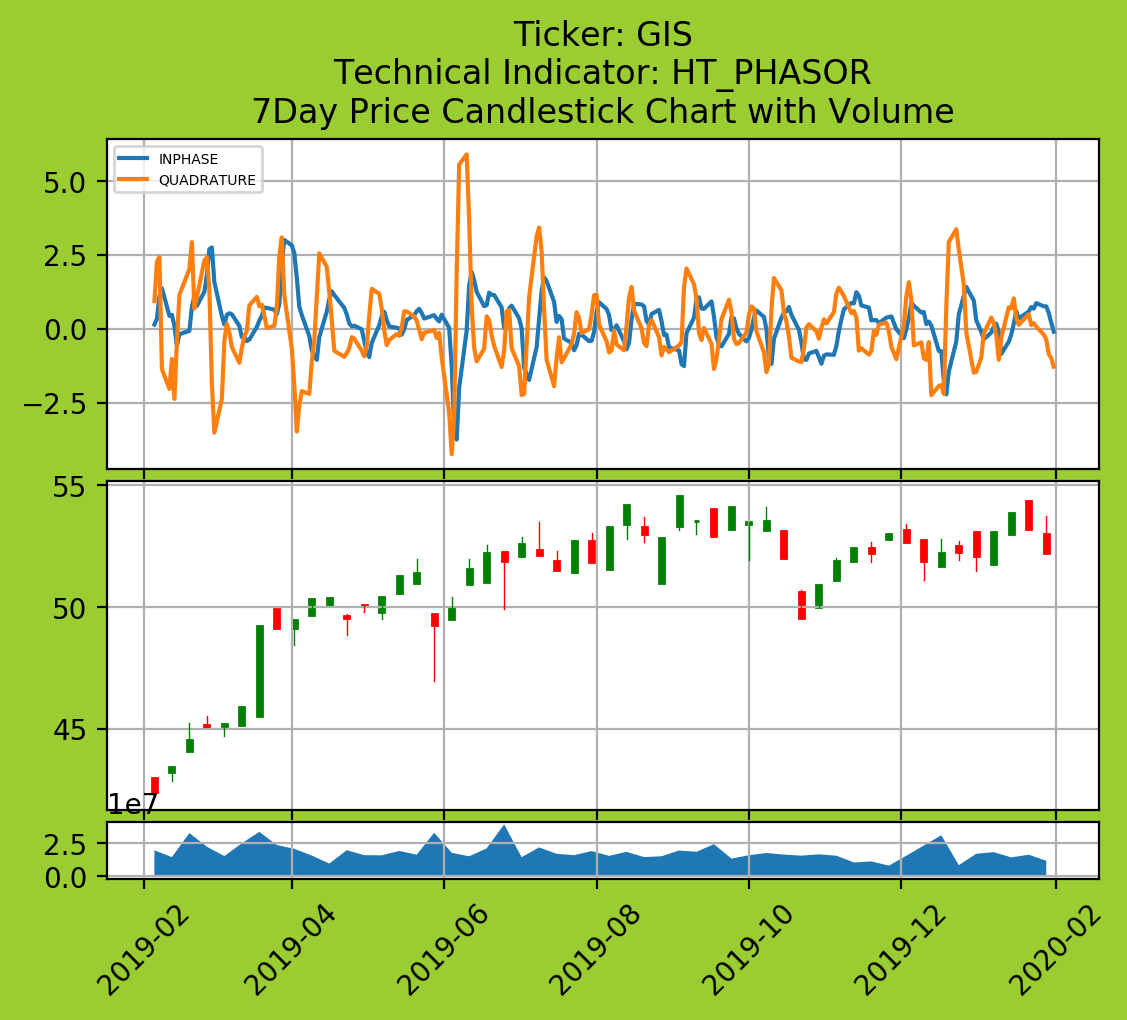 Ticker: GIS
Technical Indicator: HT_PHASOR
7Day Price Candlestick Chart with Volume
INPHASE
QUADRATURE
5.0
2.5
0.0
−2.5
55
50
45
1e7
2.5
0.0
2019-02
2019-04
2019-06
2019-08
2019-10
2019-12
2020-02